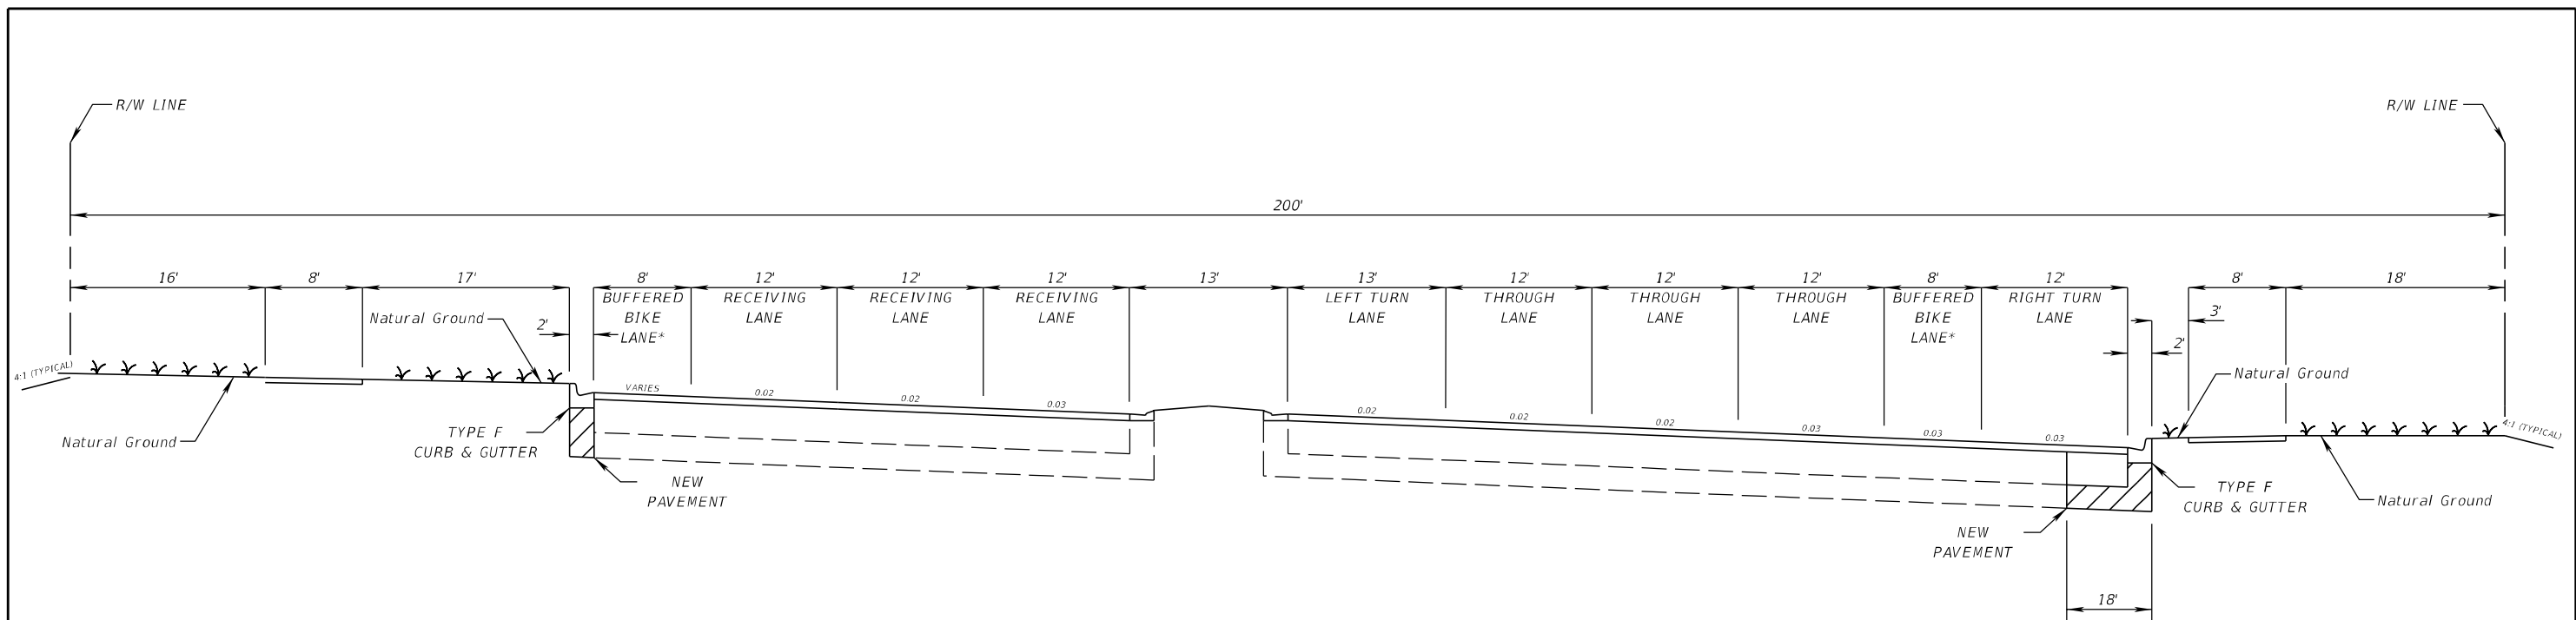 R/W LINE
R/W LINE
200'
16'
8'
17'
8'
12'
12'
12'
13'
13'
12'
12'
12'
8'
12'
8'
18'
BUFFERED
BIKE
LANE*
RECEIVING
LANE
RECEIVING
LANE
RECEIVING
LANE
LEFT TURN
LANE
THROUGH
LANE
THROUGH
LANE
THROUGH
LANE
BUFFERED
BIKE
LANE*
RIGHT TURN
LANE
3'
2'
2'
Natural Ground
Natural Ground
4:1 (TYPICAL)
VARIES
0.02
0.02
0.03
0.02
0.02
0.02
0.03
0.03
0.03
4:1 (TYPICAL)
Natural Ground
TYPE F
CURB & GUTTER
NEW
PAVEMENT
TYPE F
CURB & GUTTER
Natural Ground
NEW
PAVEMENT
18'